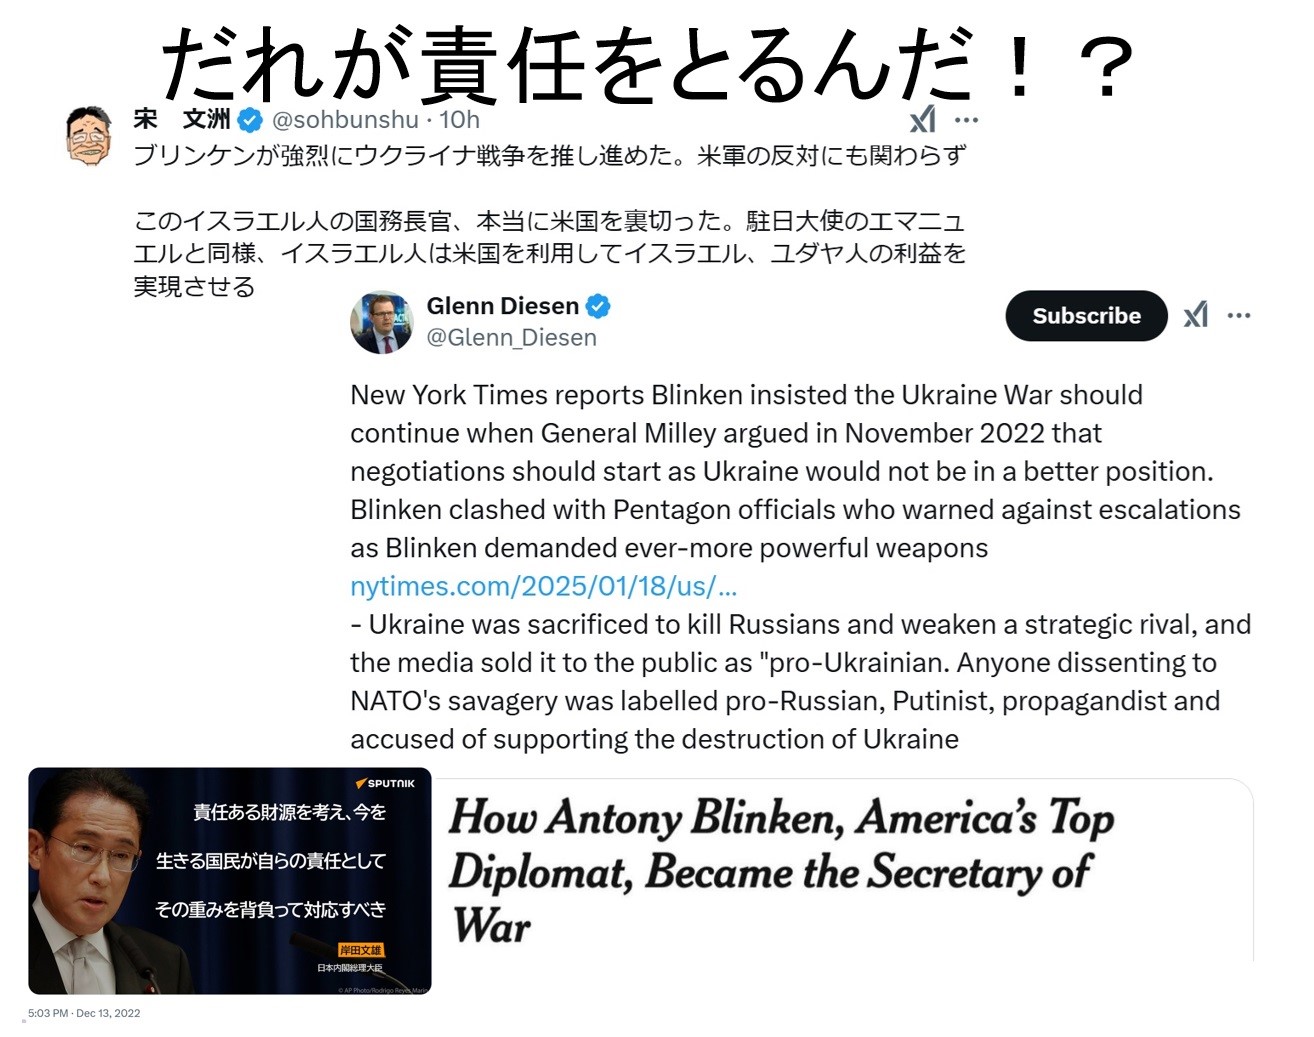 だれが責任をとるんだ！？
宋　文洲 @sohbunshu · 10h
ブリンケンが強烈にウクライナ戦争を推し進めた。米軍の反対にも関わらず
このイスラエル人の国務長官、本当に米国を裏切った。駐日大使のエマニュ
エルと同様、イスラエル人は米国を利用してイスラエル、ユダヤ人の利益を
実現させる
Glenn Diesen
@Glenn_Diesen
Subscribe
New York Times reports Blinken insisted the Ukraine War should
continue when General Milley argued in November 2022 that
negotiations should start as Ukraine would not be in a better position.
Blinken clashed with Pentagon officials who warned against escalations
as Blinken demanded ever-more powerful weapons
nytimes.com/2025/01/18/us/...
- Ukraine was sacrificed to kill Russians and weaken a strategic rival, and
the media sold it to the public as "pro-Ukrainian. Anyone dissenting to
NATO's savagery was labelled pro-Russian, Putinist, propagandist and
accused of supporting the destruction of Ukraine
SPUTNIK
責任ある財源を考え、今を
生きる国民が自らの責任として
その重みを背負って対応すべき
岸田文雄
日本内閣総理大臣
© AP Photo/Rodrigo Reyes Marin
How Antony Blinken, America’s Top
Diplomat, Became the Secretary of
War
5:03 PM · Dec 13, 2022